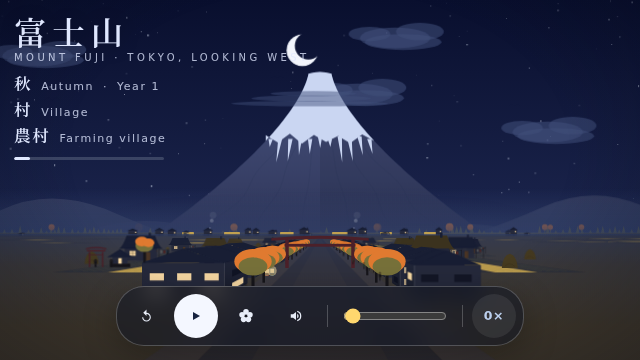 富士山
MOUNT FUJI · TOKYO, LOOKING WEST
秋 Autumn · Year 1
村 Village
農村 Farming village
0×